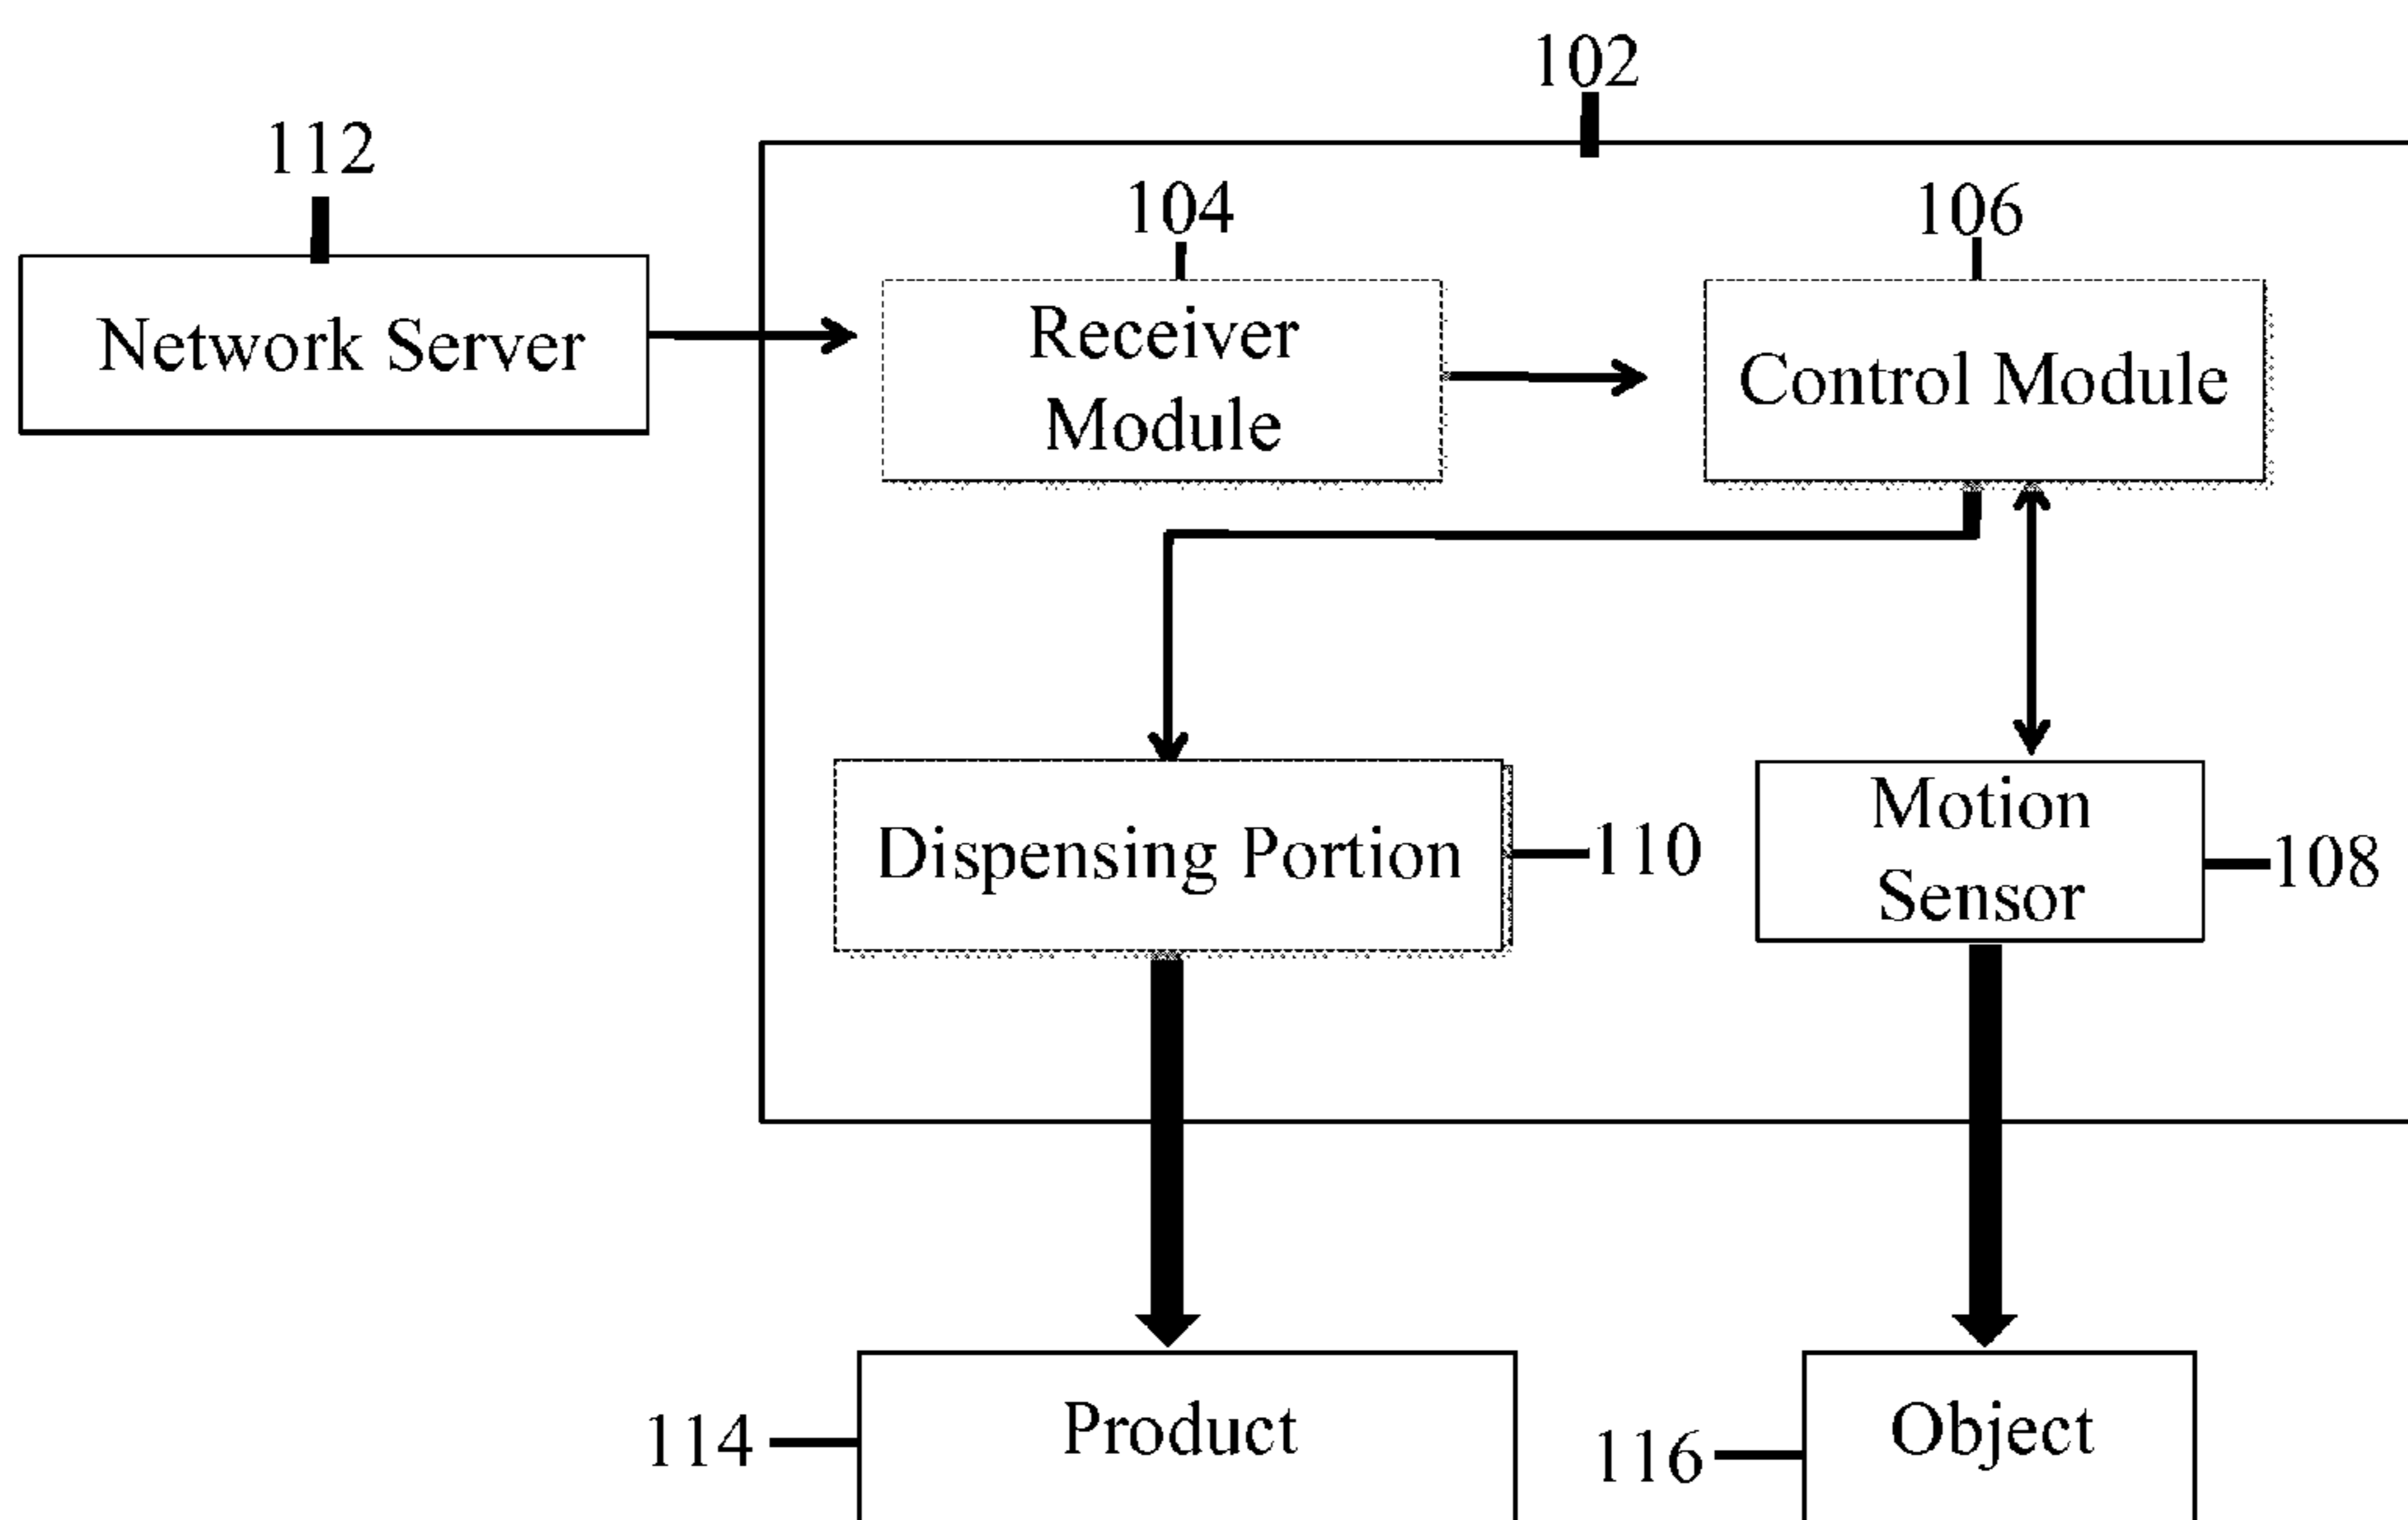 102
112
104
106
Network Server
Receiver
Module
Control Module
Dispensing Portion
110
Motion
Sensor
108
114
Product
116
Object